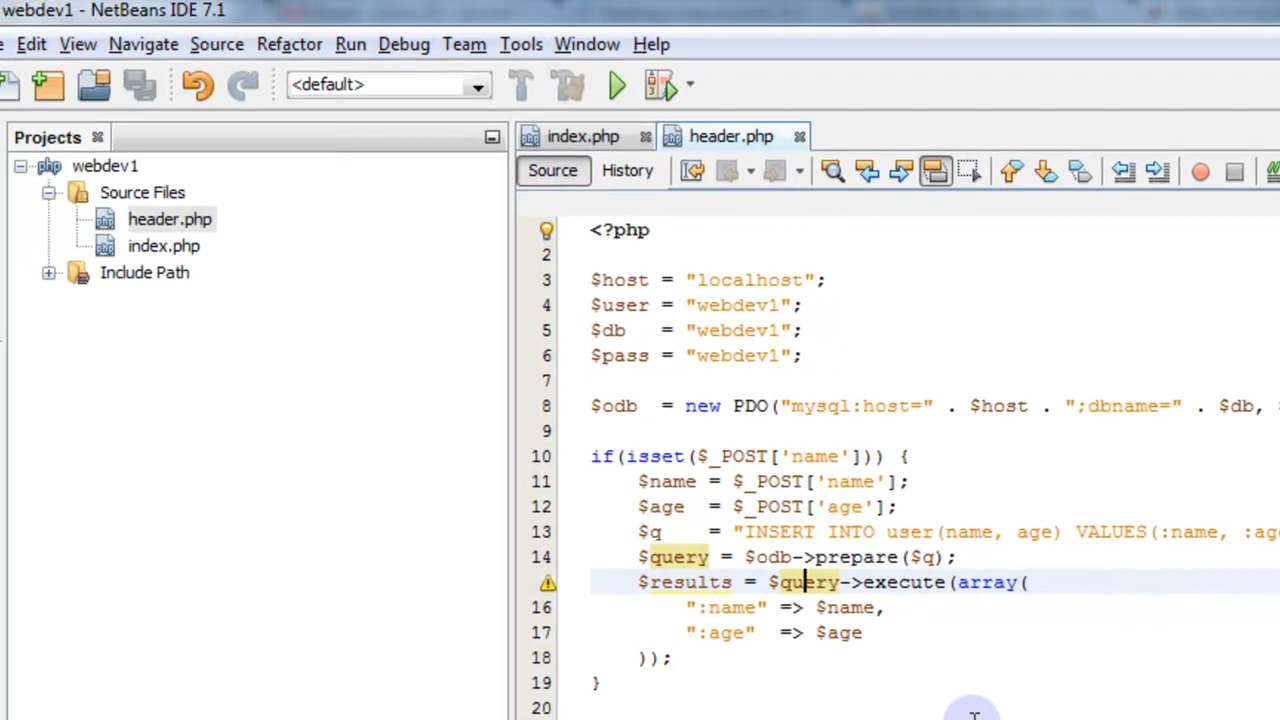 webdev1 - NetBeans IDE 7.1
Edit View Navigate Source Refactor Run Debug Team Tools Window Help
<default>
Projects
webdev1
Source Files
header.php
index.php
Include Path
index.php header.php
Source History
<?php
2
3 $host = "localhost";
4 $user = "webdev1";
5 $db   = "webdev1";
6 $pass = "webdev1";
7
8 $odb  = new PDO("mysql:host=" . $host . ";dbname=" . $db,
9
10 if(isset($_POST['name'])) {
11     $name = $_POST['name'];
12     $age  = $_POST['age'];
13     $q    = "INSERT INTO user(name, age) VALUES(:name, :age
14     $query = $odb->prepare($q);
    $results = $query->execute(array(
16         ":name" => $name,
17         ":age"  => $age
18     ));
19 }
20